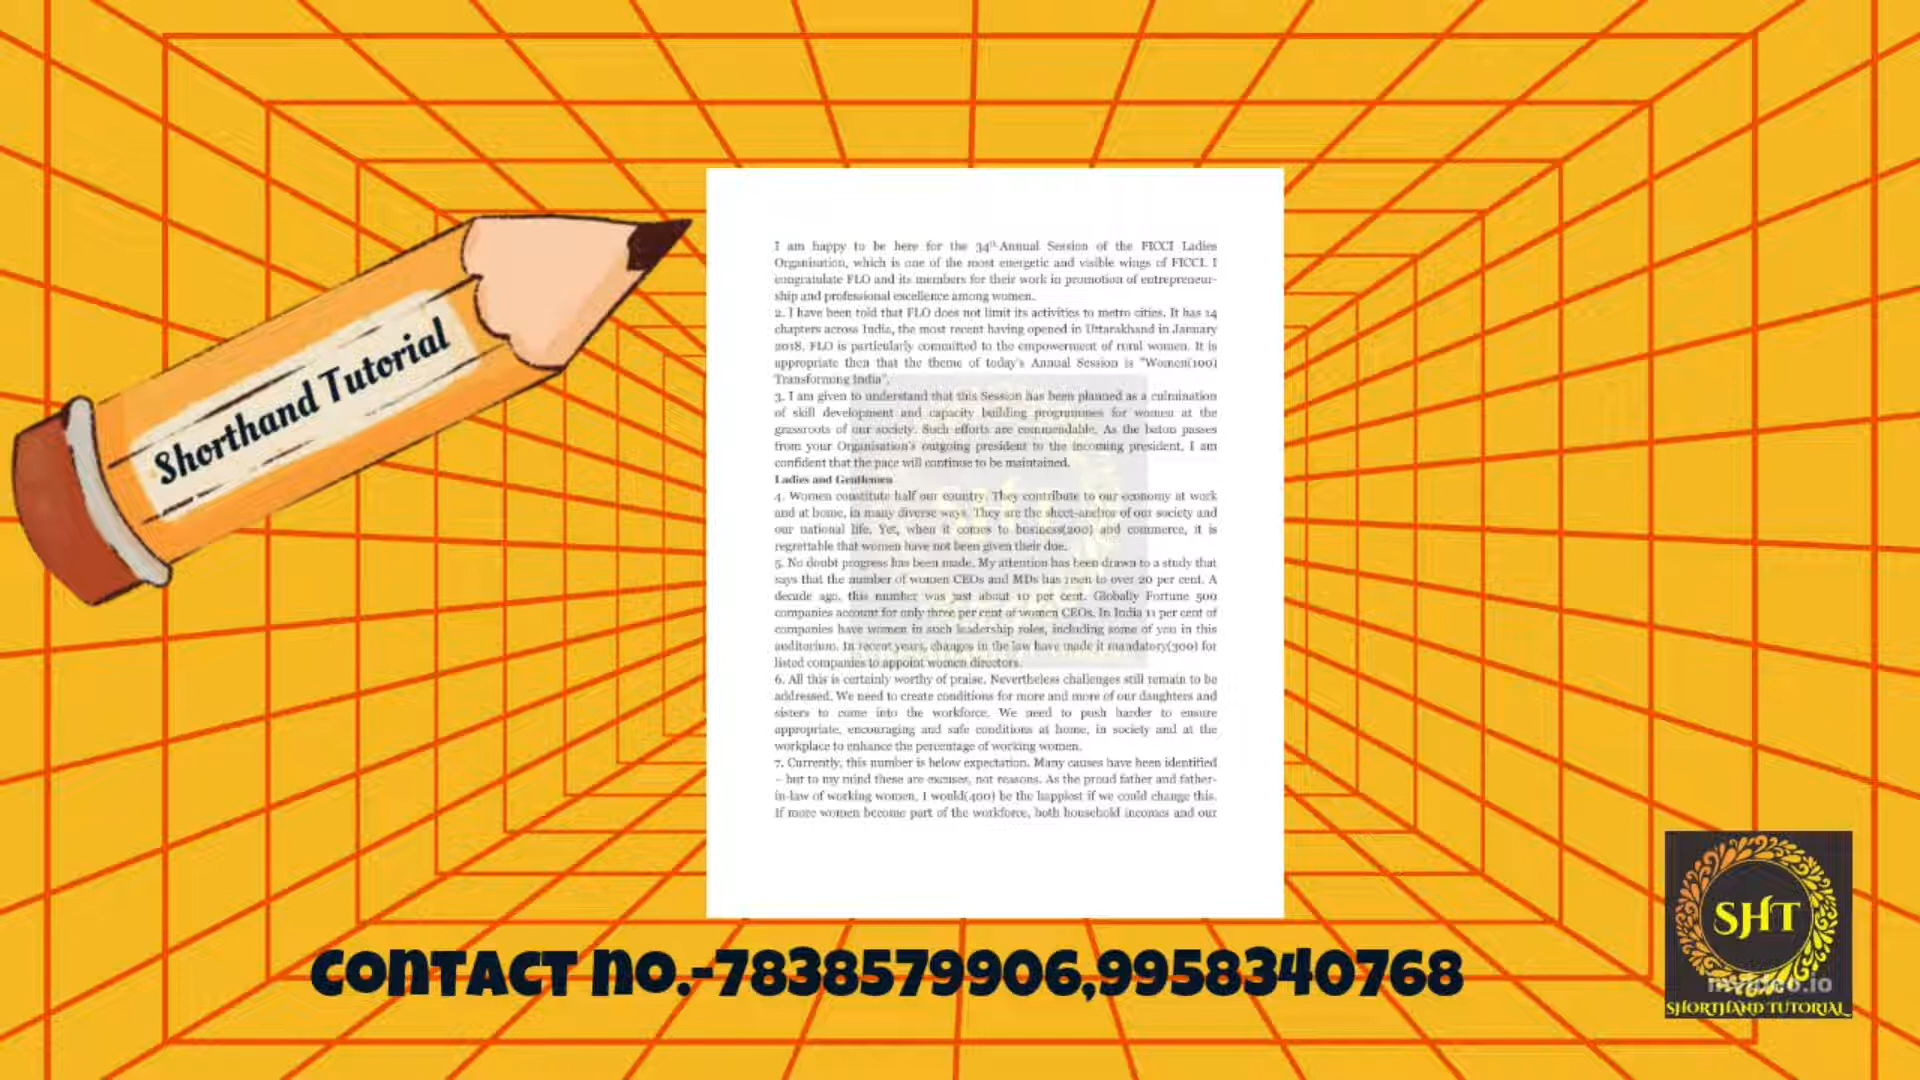 Shorthand Tutorial
I am happy to be here for the 34th Annual Session of the FICCI Ladies
Organisation, which is one of the most energetic and visible wings of FICCI. I
congratulate FLO and its members for their work in promotion of entrepreneur-
ship and professional excellence among women.
2. I have been told that FLO does not limit its activities to metro cities. It has 14
chapters across India, the most recent having opened in Uttarakhand in January
2018. FLO is particularly committed to the empowerment of rural women. It is
appropriate then that the theme of today's Annual Session is "Women(100)
Transforming India".
3. I am given to understand that this Session has been planned as a culmination
of skill development and capacity building programmes for women at the
grassroots of our society. Such efforts are commendable. As the baton passes
from your Organisation's outgoing president to the incoming president, I am
confident that the pace will continue to be maintained.
Ladies and Gentlemen
4. Women constitute half our country. They contribute to our economy at work
and at home, in many diverse ways. They are the sheet-anchor of our society and
our national life. Yet, when it comes to business(200) and commerce, it is
regrettable that women have not been given their due.
5. No doubt progress has been made. My attention has been drawn to a study that
says that the number of women CEOs and MDs has risen to over 20 per cent. A
decade ago, this number was just about 10 per cent. Globally Fortune 500
companies account for only three per cent of women CEOs. In India 11 per cent of
companies have women in such leadership roles, including some of you in this
auditorium. In recent years, changes in the law have made it mandatory(300) for
listed companies to appoint women directors.
6. All this is certainly worthy of praise. Nevertheless challenges still remain to be
addressed. We need to create conditions for more and more of our daughters and
sisters to come into the workforce. We need to push harder to ensure
appropriate, encouraging and safe conditions at home, in society and at the
workplace to enhance the percentage of working women.
7. Currently, this number is below expectation. Many causes have been identified
– but to my mind these are excuses, not reasons. As the proud father and father-
in-law of working women, I would(400) be the happiest if we could change this.
If more women become part of the workforce, both household incomes and our
Contact no.-7838579906,9958340768
SHT
SHORTHAND TUTORIAL